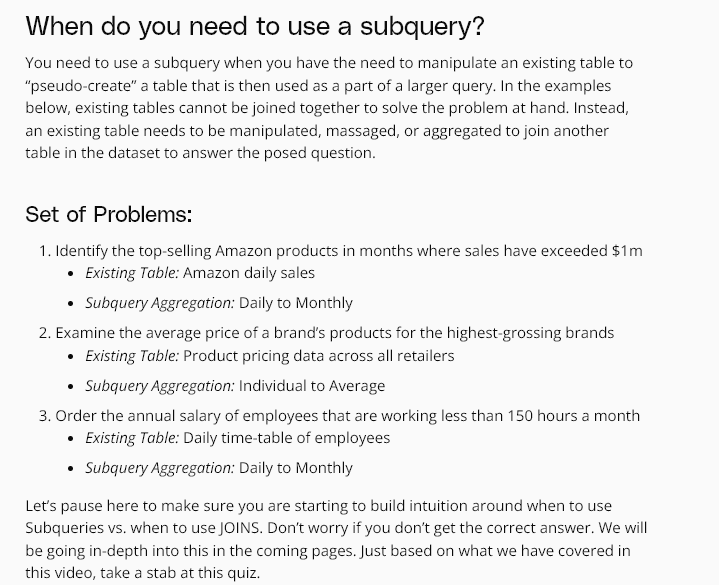 When do you need to use a subquery?
You need to use a subquery when you have the need to manipulate an existing table to
“pseudo-create” a table that is then used as a part of a larger query. In the examples
below, existing tables cannot be joined together to solve the problem at hand. Instead,
an existing table needs to be manipulated, massaged, or aggregated to join another
table in the dataset to answer the posed question.
Set of Problems:
1. Identify the top-selling Amazon products in months where sales have exceeded $1m
• Existing Table: Amazon daily sales
• Subquery Aggregation: Daily to Monthly
2. Examine the average price of a brand’s products for the highest-grossing brands
• Existing Table: Product pricing data across all retailers
• Subquery Aggregation: Individual to Average
3. Order the annual salary of employees that are working less than 150 hours a month
• Existing Table: Daily time-table of employees
• Subquery Aggregation: Daily to Monthly
Let’s pause here to make sure you are starting to build intuition around when to use
Subqueries vs. when to use JOINS. Don’t worry if you don’t get the correct answer. We will
be going in-depth into this in the coming pages. Just based on what we have covered in
this video, take a stab at this quiz.